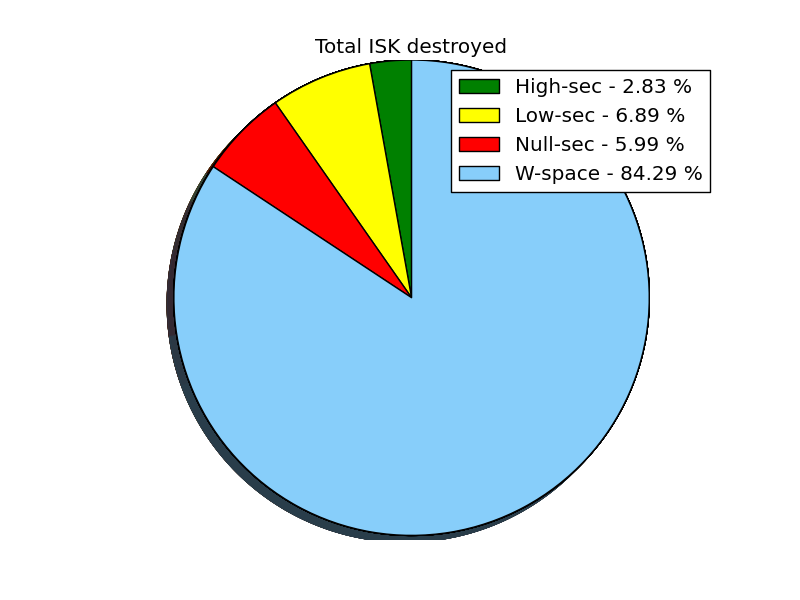 Total ISK destroyed
High-sec - 2.83 %
Low-sec - 6.89 %
Null-sec - 5.99 %
W-space - 84.29 %